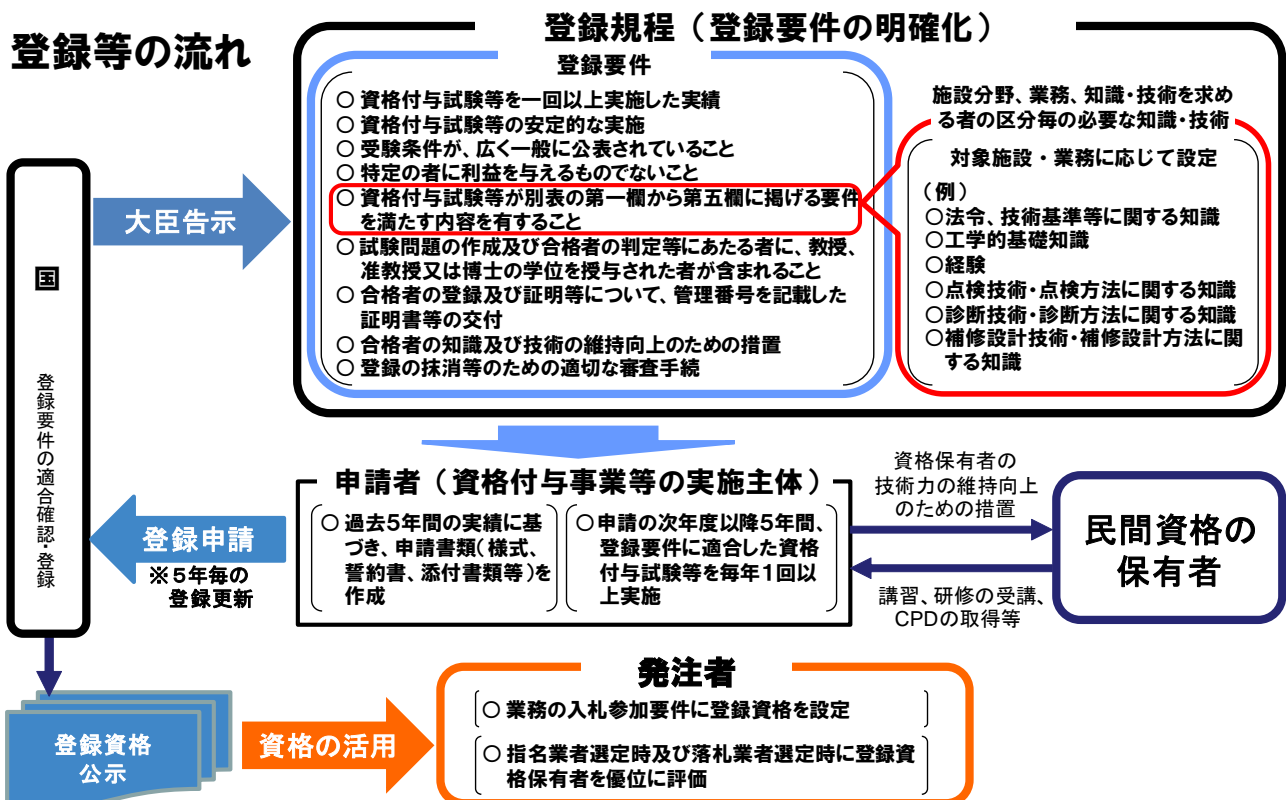 登録等の流れ
登録規程（登録要件の明確化）
登録要件
○ 資格付与試験等を一回以上実施した実績
○ 資格付与試験等の安定的な実施
○ 受験条件が、広く一般に公表されていること
○ 特定の者に利益を与えるものでないこと
○ 資格付与試験等が別表の第一欄から第五欄に掲げる要件
を満たす内容を有すること
○ 試験問題の作成及び合格者の判定等にあたる者に、教授、
准教授又は博士の学位を授与された者が含まれること
○ 合格者の登録及び証明等について、管理番号を記載した
証明書等の交付
○ 合格者の知識及び技術の維持向上のための措置
○ 登録の抹消等のための適切な審査手続
施設分野、業務、知識・技術を求め
る者の区分毎の必要な知識・技術
対象施設・業務に応じて設定
（例）
○法令、技術基準等に関する知識
○工学的基礎知識
○経験
○点検技術・点検方法に関する知識
○診断技術・診断方法に関する知識
○補修設計技術・補修設計方法に関
する知識
国
登録要件の適合確認・登録
大臣告示
申請者（資格付与事業等の実施主体）
○ 過去5年間の実績に基
づき、申請書類（様式、
誓約書、添付書類等）を
作成
○ 申請の次年度以降5年間、
登録要件に適合した資格
付与試験等を毎年1回以
上実施
登録申請
※5年毎の
登録更新
資格保有者の
技術力の維持向上
のための措置
講習、研修の受講、
CPDの取得等
民間資格の
保有者
登録資格
公示
資格の活用
発注者
○ 業務の入札参加要件に登録資格を設定
○ 指名業者選定時及び落札業者選定時に登録資
格保有者を優位に評価